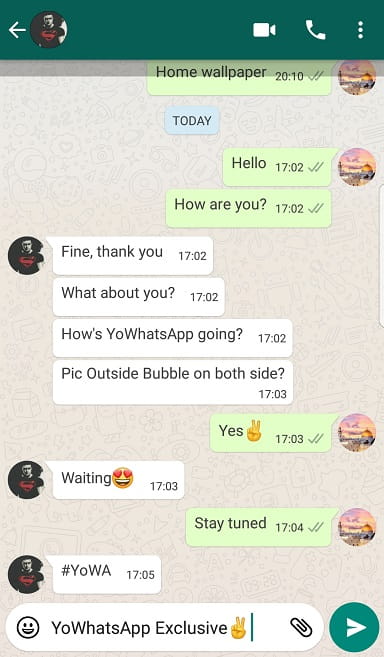 Home wallpaper 20:10
TODAY
Hello 17:02
How are you? 17:02
Fine, thank you 17:02
What about you? 17:02
How's YoWhatsApp going? 17:02
Pic Outside Bubble on both side?
17:03
Yes✌ 17:03
Waiting😍 17:03
Stay tuned 17:04
#YoWA 17:05
YoWhatsApp Exclusive✌